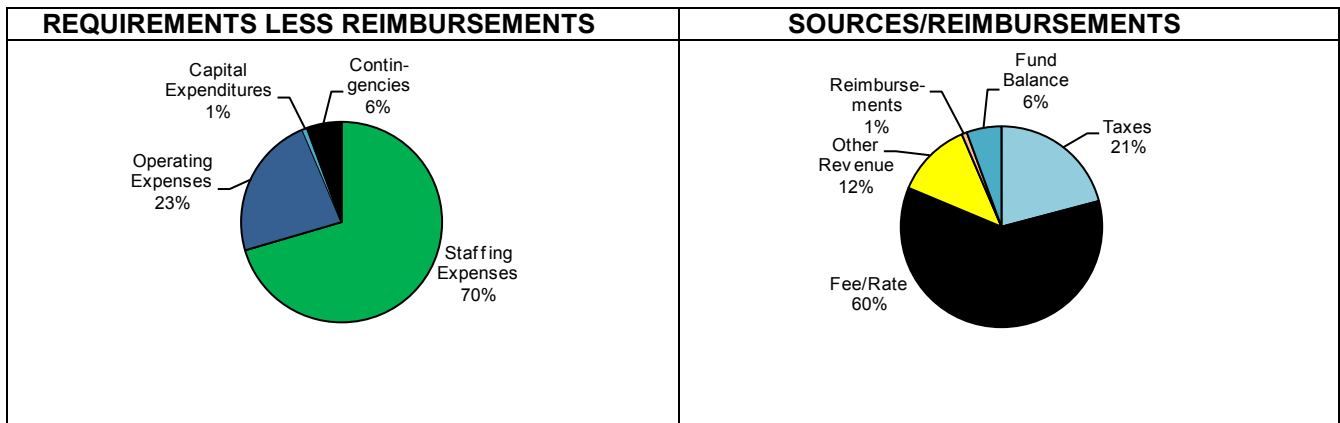 REQUIREMENTS LESS REIMBURSEMENTS
Capital
Expenditures
1%
Contin-
gencies
6%
Operating
Expenses
23%
Staffing
Expenses
70%
SOURCES/REIMBURSEMENTS
Reimburse-
ments
1%
Fund
Balance
6%
Taxes
21%
Other
Revenue
12%
Fee/Rate
60%